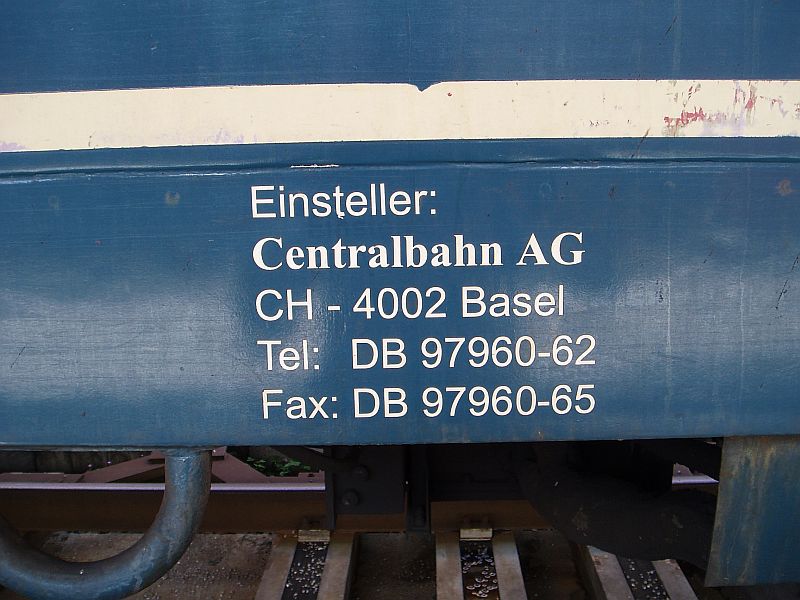 Einsteller:
Centralbahn AG
CH - 4002 Basel
Tel: DB 97960-62
Fax: DB 97960-65